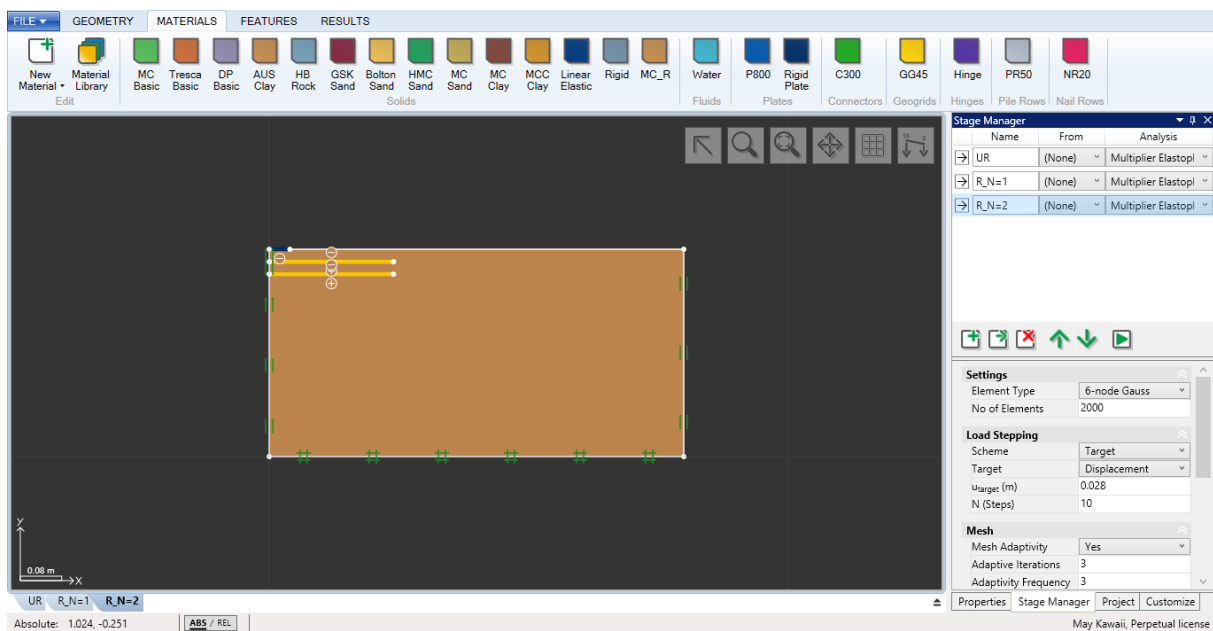 FILE GEOMETRY MATERIALS FEATURES RESULTS
New Material Material Library MC Basic Tresca Basic DP Basic AUS Clay HB Rock GSK Sand Bolton Sand HMC Sand MC Sand MC Clay MCC Clay Linear Elastic Rigid MC_R Water P800 Rigid Plate C300 GG45 Hinge PR50 NR20
Edit Solids Fluids Plates Connectors Geogrids Hinges Pile Rows Nail Rows
Stage Manager
Name From Analysis
UR (None) Multiplier Elastopl
R_N=1 (None) Multiplier Elastopl
R_N=2 (None) Multiplier Elastopl
Settings
Element Type 6-node Gauss
No of Elements 2000
Load Stepping
Scheme Target
Target Displacement
utarget (m) 0.028
N (Steps) 10
Mesh
Mesh Adaptivity Yes
Adaptive Iterations 3
Adaptivity Frequency 3
y
0.08 m
x
UR R_N=1 R_N=2
Properties Stage Manager Project Customize
Absolute: 1.024, -0.251 ABS / REL May Kawaii, Perpetual license